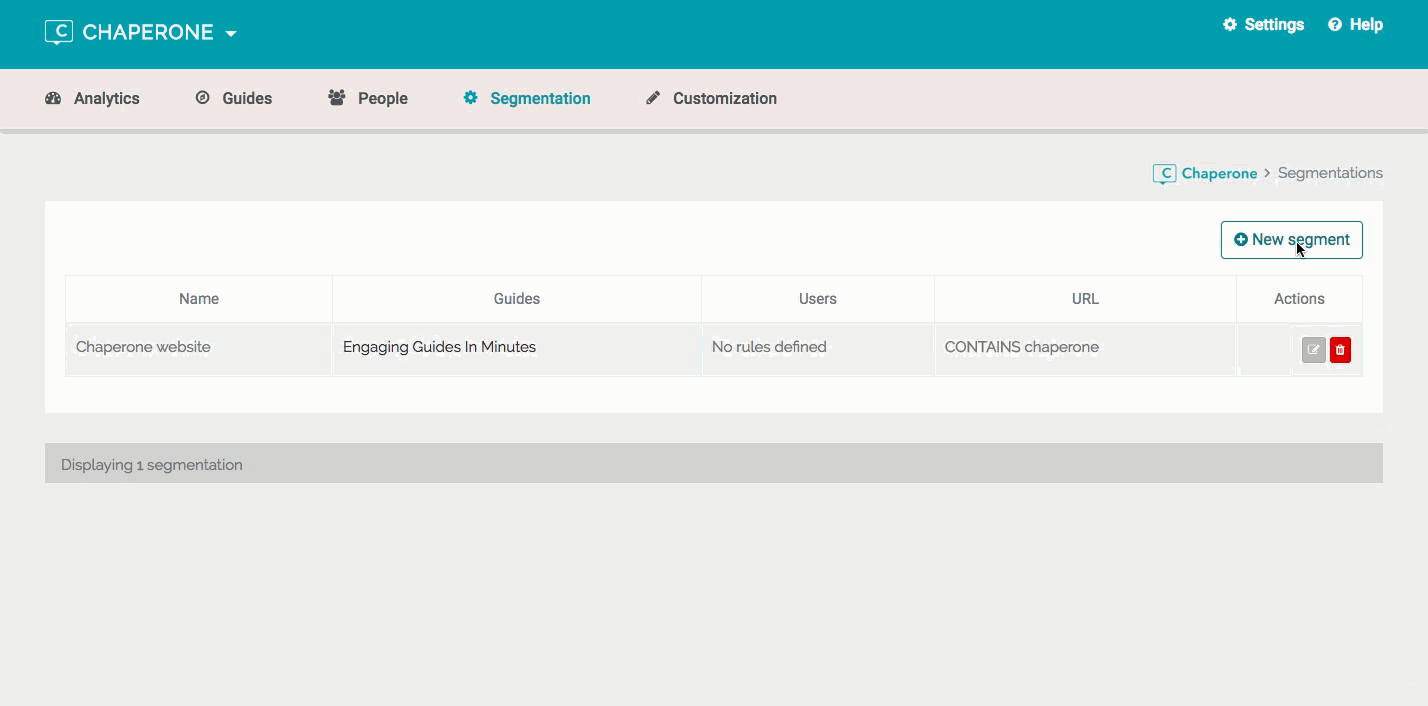 C CHAPERONE
Settings Help
Analytics Guides People Segmentation Customization
C Chaperone > Segmentations
New segment
Name Guides Users URL Actions
Chaperone website Engaging Guides In Minutes No rules defined CONTAINS chaperone
Displaying 1 segmentation